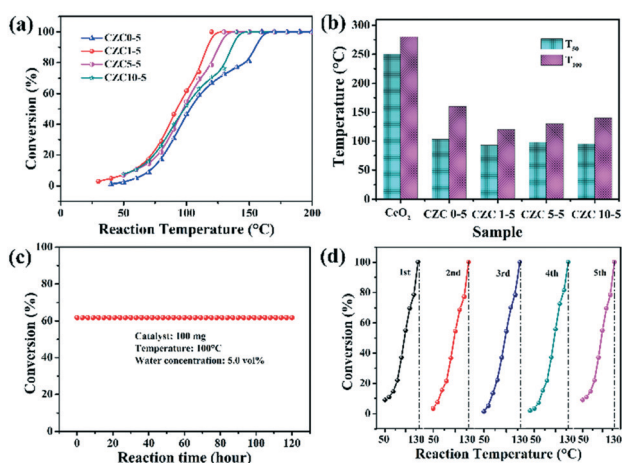 (a)
CZC0-5
CZC1-5
CZC5-5
CZC10-5
Conversion (%)
100
80
60
40
20
0
0
50
100
150
200
Reaction Temperature (°C)
(b)
T50
T100
Temperature (°C)
300
250
200
150
100
50
0
CeO2
CZC 0-5
CZC 1-5
CZC 5-5
CZC 10-5
Sample
(c)
Conversion (%)
100
80
60
40
20
0
Catalyst: 100 mg
Temperature: 100°C
Water concentration: 5.0 vol%
0
20
40
60
80
100
120
Reaction time (hour)
(d)
Conversion (%)
100
80
60
40
20
0
1st
2nd
3rd
4th
5th
50
130
50
130
50
130
50
130
50
130
Reaction Temperature (°C)